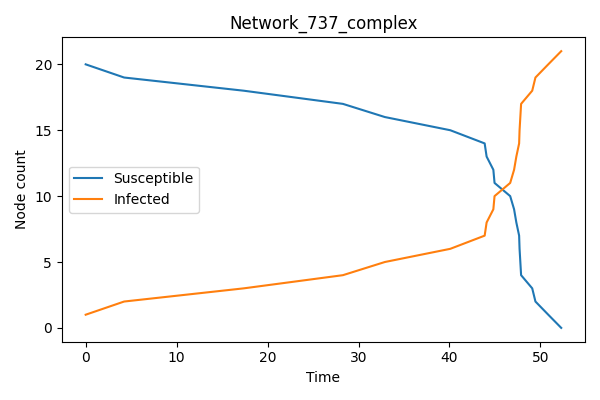 Network_737_complex
20
15
10
5
0
Node count
Susceptible
Infected
0 10 20 30 40 50
Time